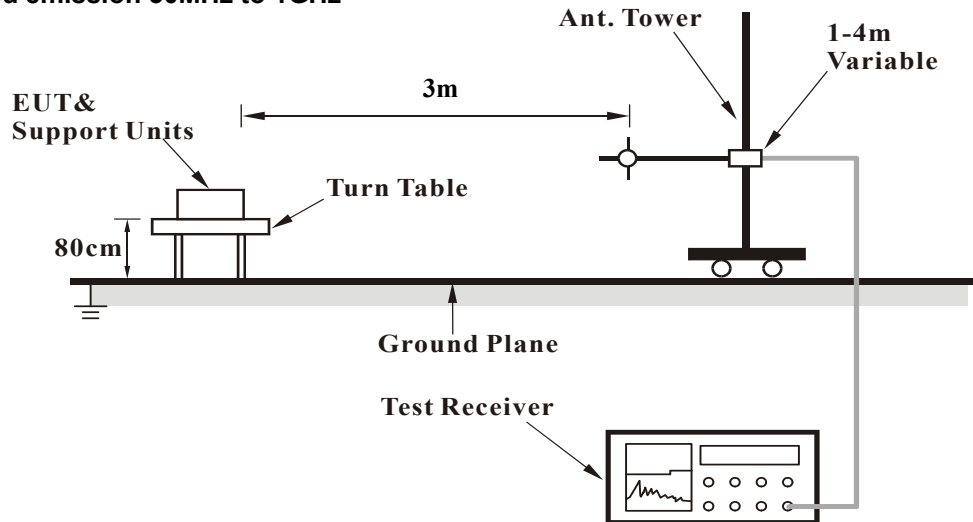 Ant. Tower
1-4m
Variable
3m
EUT&
Support Units
Turn Table
80cm
Ground Plane
Test Receiver